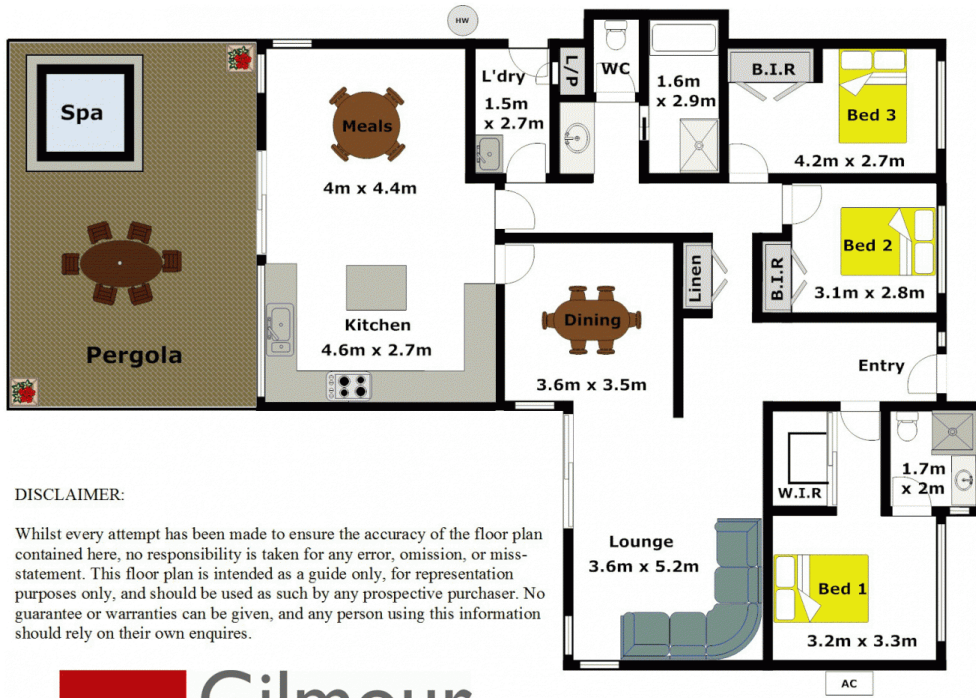 HW
Spa
Meals
4m x 4.4m
L'dry
1.5m
x 2.7m
L/P
WC
1.6m
x 2.9m
B.I.R
Bed 3
4.2m x 2.7m
Bed 2
B.I.R
3.1m x 2.8m
Linen
Kitchen
4.6m x 2.7m
Dining
3.6m x 3.5m
Pergola
Entry
W.I.R
1.7m
x 2m
Lounge
3.6m x 5.2m
Bed 1
3.2m x 3.3m
AC
DISCLAIMER:
Whilst every attempt has been made to ensure the accuracy of the floor plan
contained here, no responsibility is taken for any error, omission, or miss-
statement. This floor plan is intended as a guide only, for representation
purposes only, and should be used as such by any prospective purchaser. No
guarantee or warranties can be given, and any person using this information
should rely on their own enquires.
Gilmour